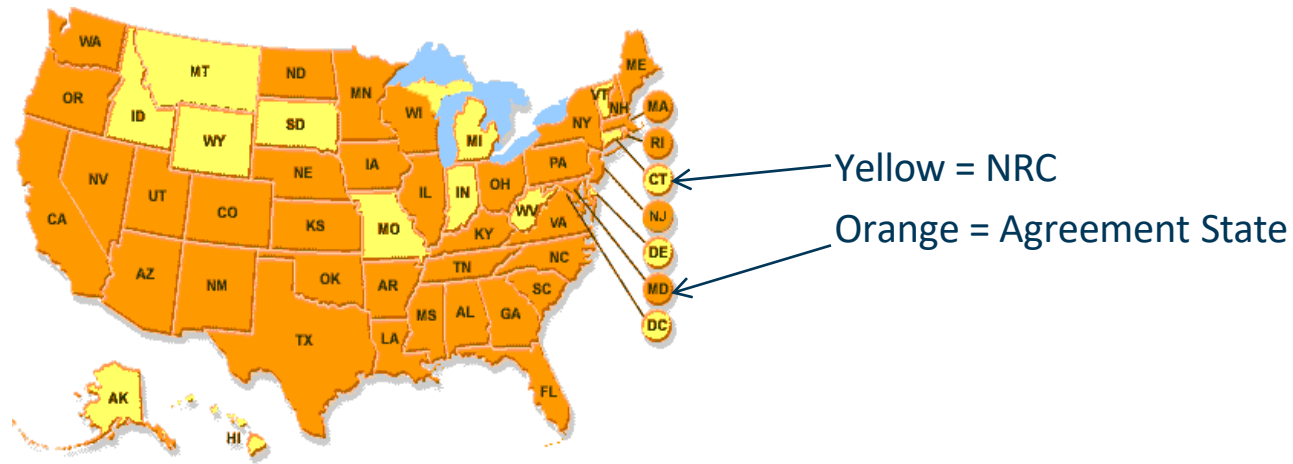 WA
MT
ND
MN
ME
OR
ID
WY
SD
WI
MI
VT
NH
NY
MA
RI
CT
NJ
DE
MD
DC
NV
UT
CO
NE
IA
IL
IN
OH
PA
CA
KS
MO
KY
WV
VA
AZ
NM
OK
AR
TN
NC
SC
TX
LA
MS
AL
GA
FL
AK
HI
Yellow = NRC
Orange = Agreement State